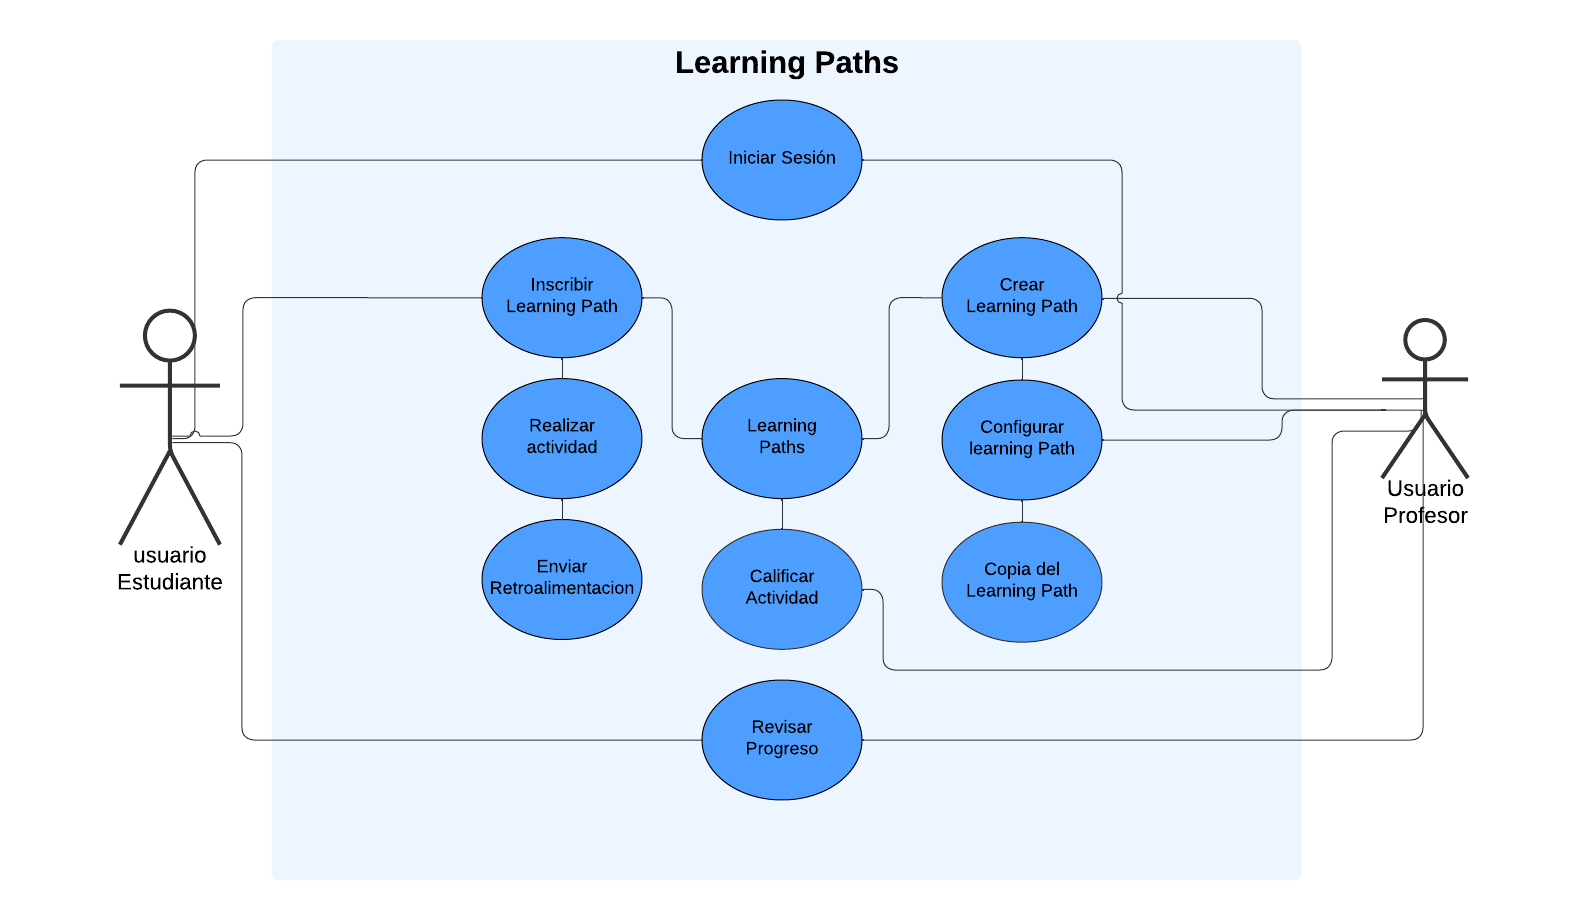 Learning Paths
Iniciar Sesión
Inscribir
Learning Path
Crear
Learning Path
Realizar
actividad
Learning
Paths
Configurar
learning Path
Usuario
Profesor
usuario
Estudiante
Enviar
Retroalimentacion
Calificar
Actividad
Copia del
Learning Path
Revisar
Progreso